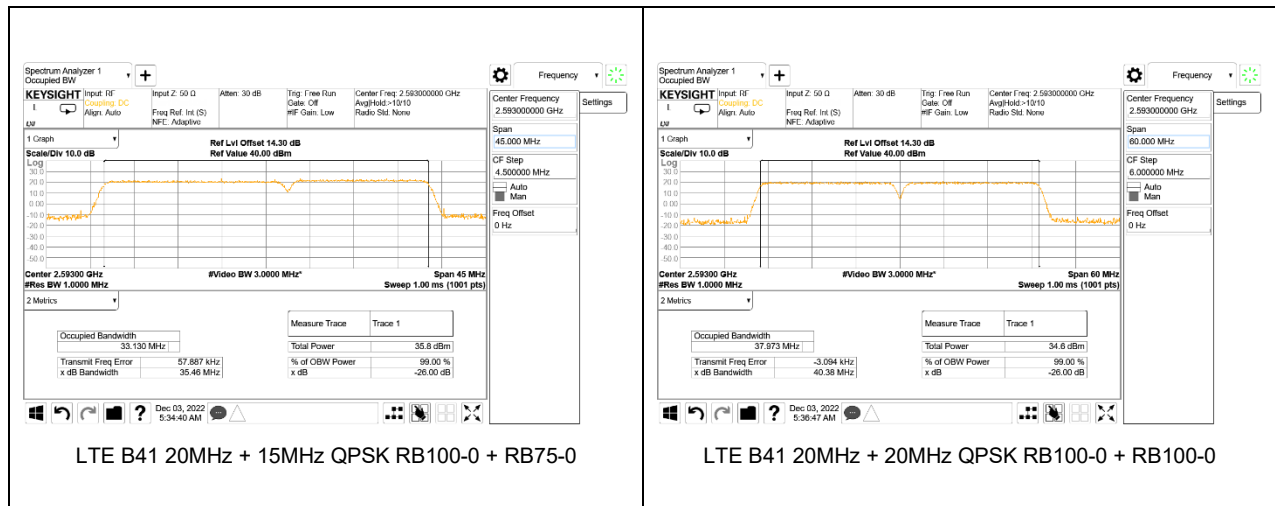 Spectrum Analyzer 1
Occupied BW
Frequency
KEYSIGHT Input: RF Input Z: 50 Ω Atten: 30 dB Trig: Free Run Center Freq: 2.593000000 GHz
Coupling: DC Gate: Off Avg|Hold:>10/10
Align: Auto Freq Ref: Int (S) #IF Gain: Low Radio Std: None
NFE: Adaptive
Center Frequency
2.593000000 GHz
Settings
Span
45.000 MHz
CF Step
4.500000 MHz
Auto
Man
Freq Offset
0 Hz
1 Graph
Ref Lvl Offset 14.30 dB
Scale/Div 10.0 dB Ref Value 40.00 dBm
Log
30.0
20.0
10.0
0.00
-10.0
-20.0
-30.0
-40.0
-50.0
Center 2.59300 GHz #Video BW 3.0000 MHz* Span 45 MHz
#Res BW 1.0000 MHz Sweep 1.00 ms (1001 pts)
2 Metrics
Measure Trace Trace 1
Occupied Bandwidth
33.130 MHz Total Power 35.8 dBm
Transmit Freq Error 57.887 kHz % of OBW Power 99.00 %
x dB Bandwidth 35.46 MHz x dB -26.00 dB
Dec 03, 2022
5:34:40 AM
LTE B41 20MHz + 15MHz QPSK RB100-0 + RB75-0
Spectrum Analyzer 1
Occupied BW
Frequency
KEYSIGHT Input: RF Input Z: 50 Ω Atten: 30 dB Trig: Free Run Center Freq: 2.593000000 GHz
Coupling: DC Gate: Off Avg|Hold:>10/10
Align: Auto Freq Ref: Int (S) #IF Gain: Low Radio Std: None
NFE: Adaptive
Center Frequency
2.593000000 GHz
Settings
Span
60.000 MHz
CF Step
6.000000 MHz
Auto
Man
Freq Offset
0 Hz
1 Graph
Ref Lvl Offset 14.30 dB
Scale/Div 10.0 dB Ref Value 40.00 dBm
Log
30.0
20.0
10.0
0.00
-10.0
-20.0
-30.0
-40.0
-50.0
Center 2.59300 GHz #Video BW 3.0000 MHz* Span 60 MHz
#Res BW 1.0000 MHz Sweep 1.00 ms (1001 pts)
2 Metrics
Measure Trace Trace 1
Occupied Bandwidth
37.973 MHz Total Power 34.6 dBm
Transmit Freq Error -3.094 kHz % of OBW Power 99.00 %
x dB Bandwidth 40.38 MHz x dB -26.00 dB
Dec 03, 2022
5:36:47 AM
LTE B41 20MHz + 20MHz QPSK RB100-0 + RB100-0